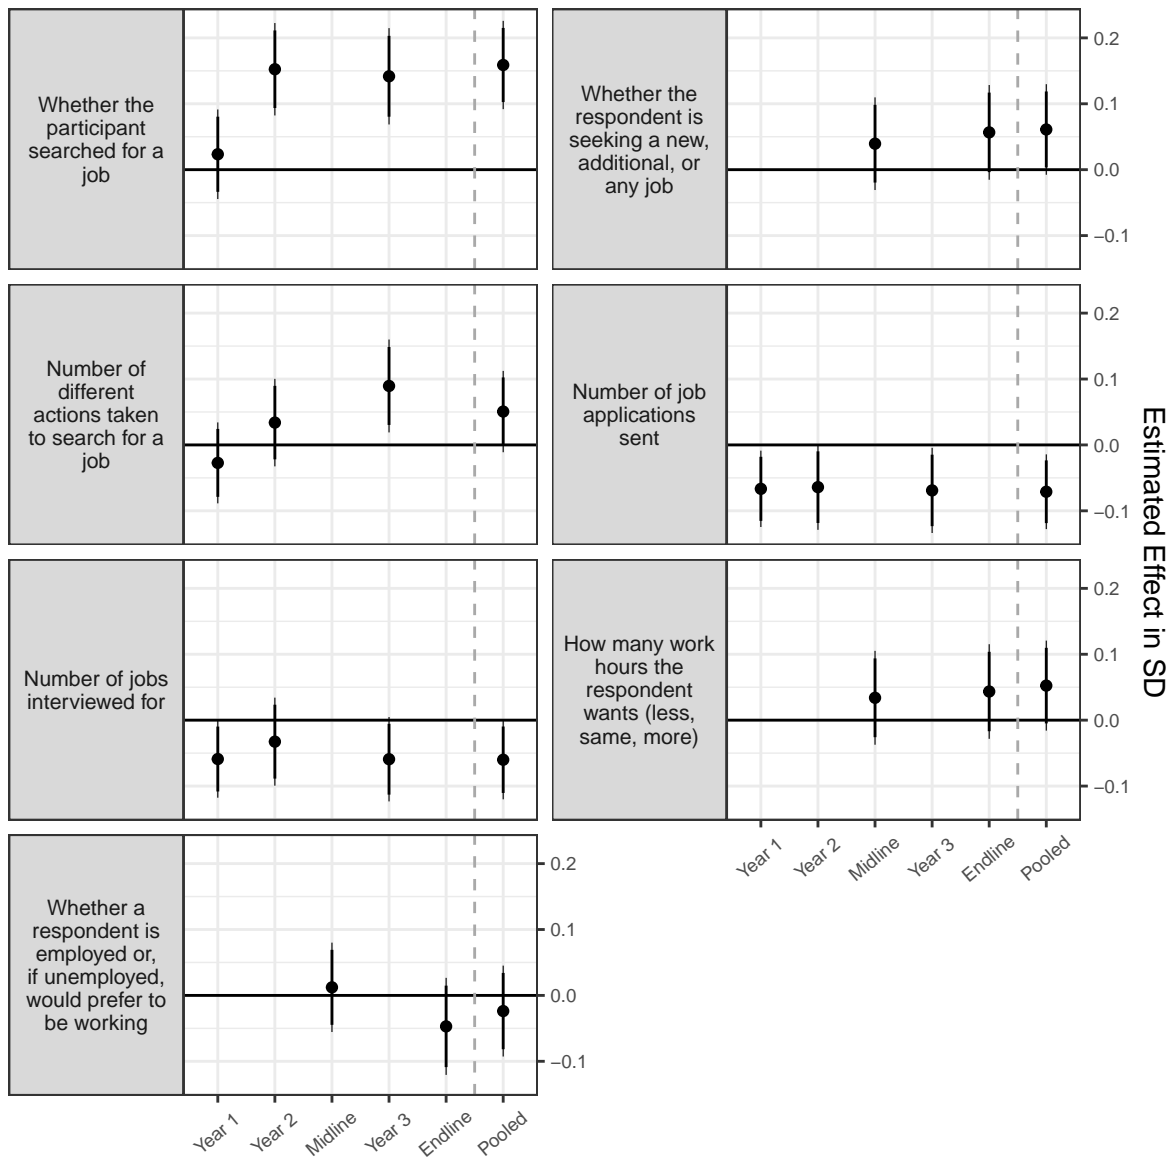 Whether the
participant
searched for a
job
Whether the
respondent is
seeking a new,
additional, or
any job
0.2
0.1
0.0
−0.1
Number of
different
actions taken
to search for a
job
Number of job
applications
sent
0.2
0.1
0.0
−0.1
Number of jobs
interviewed for
How many work
hours the
respondent
wants (less,
same, more)
0.2
0.1
0.0
−0.1
Year 1
Year 2
Midline
Year 3
Endline
Pooled
Whether a
respondent is
employed or,
if unemployed,
would prefer to
be working
0.2
0.1
0.0
−0.1
Year 1
Year 2
Midline
Year 3
Endline
Pooled
Estimated Effect in SD